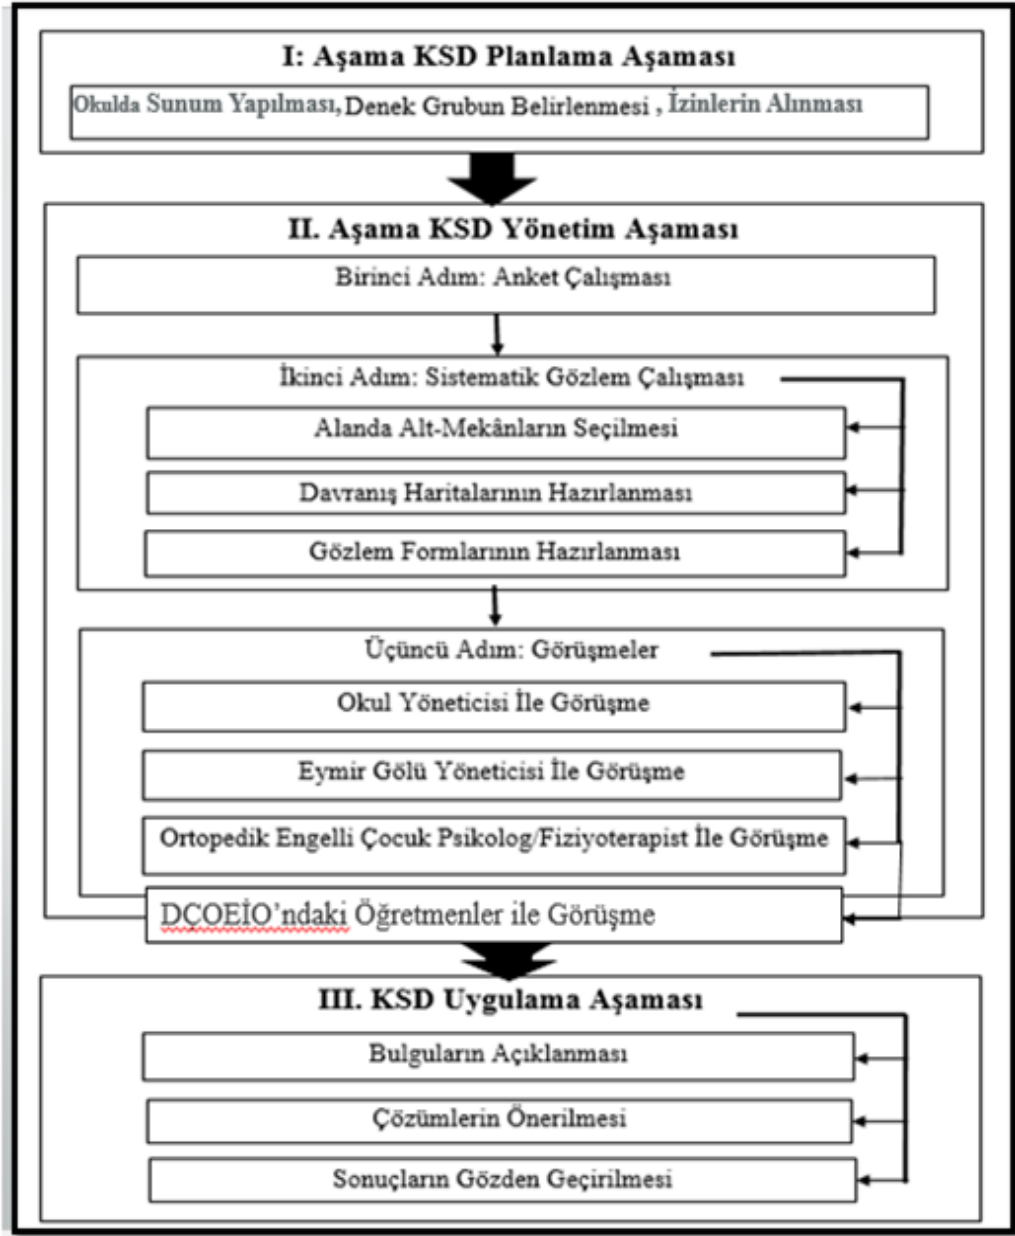 I: Aşama KSD Planlama Aşaması
Okulda Sunum Yapılması, Denek Grubun Belirlenmesi , İzinlerin Alınması
II. Aşama KSD Yönetim Aşaması
Birinci Adım: Anket Çalışması
İkinci Adım: Sistematik Gözlem Çalışması
Alanda Alt-Mekânların Seçilmesi
Davranış Haritalarının Hazırlanması
Gözlem Formlarının Hazırlanması
Üçüncü Adım: Görüşmeler
Okul Yöneticisi İle Görüşme
Eymir Gölü Yöneticisi İle Görüşme
Ortopedik Engelli Çocuk Psikolog/Fiziyoterapist İle Görüşme
DÇOEİO’ndaki Öğretmenler ile Görüşme
III. KSD Uygulama Aşaması
Bulguların Açıklanması
Çözümlerin Önerilmesi
Sonuçların Gözden Geçirilmesi